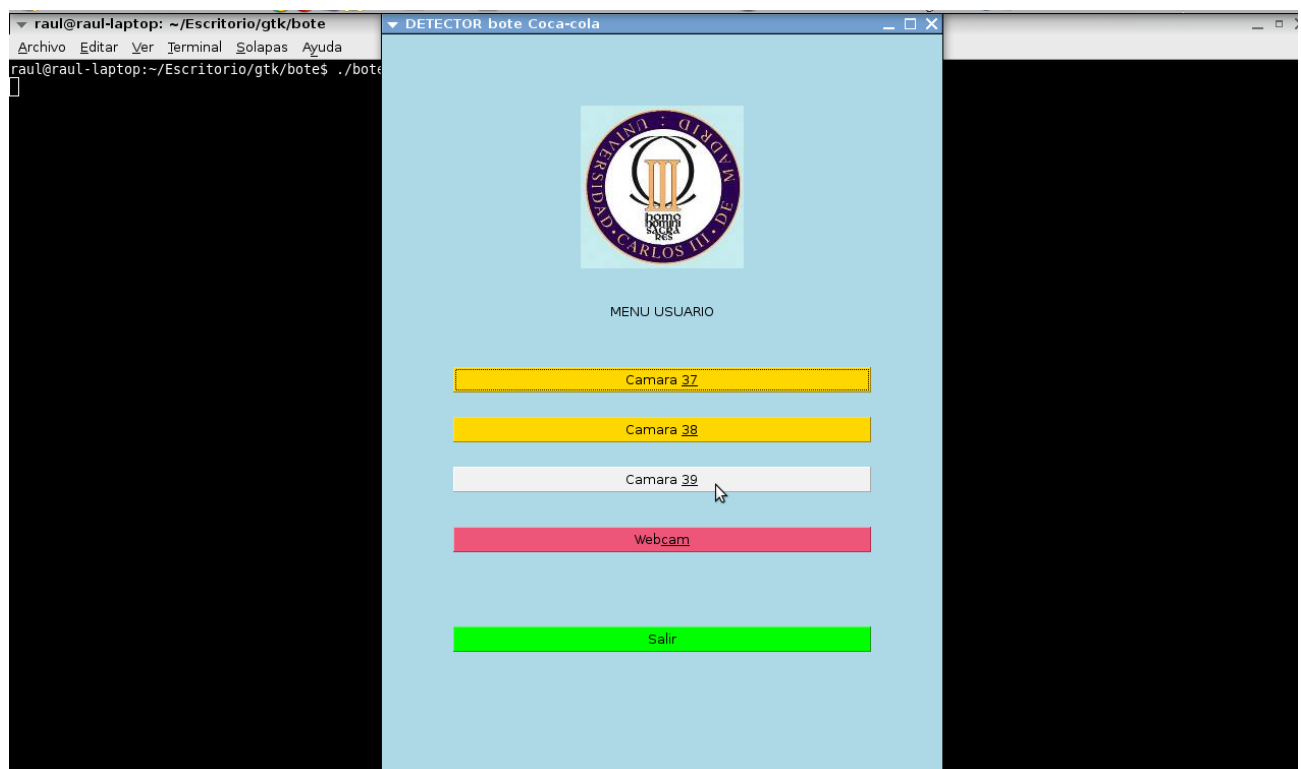 raul@raul-laptop: ~/Escritorio/gtk/bote
Archivo Editar Ver Terminal Solapas Ayuda
raul@raul-laptop:~/Escritorio/gtk/bote$ ./bote
DETECTOR bote Coca-cola
UNIVERSIDAD · CARLOS III · DE MADRID :
homo
homini
sacra
res
MENU USUARIO
Camara 37
Camara 38
Camara 39
Webcam
Salir